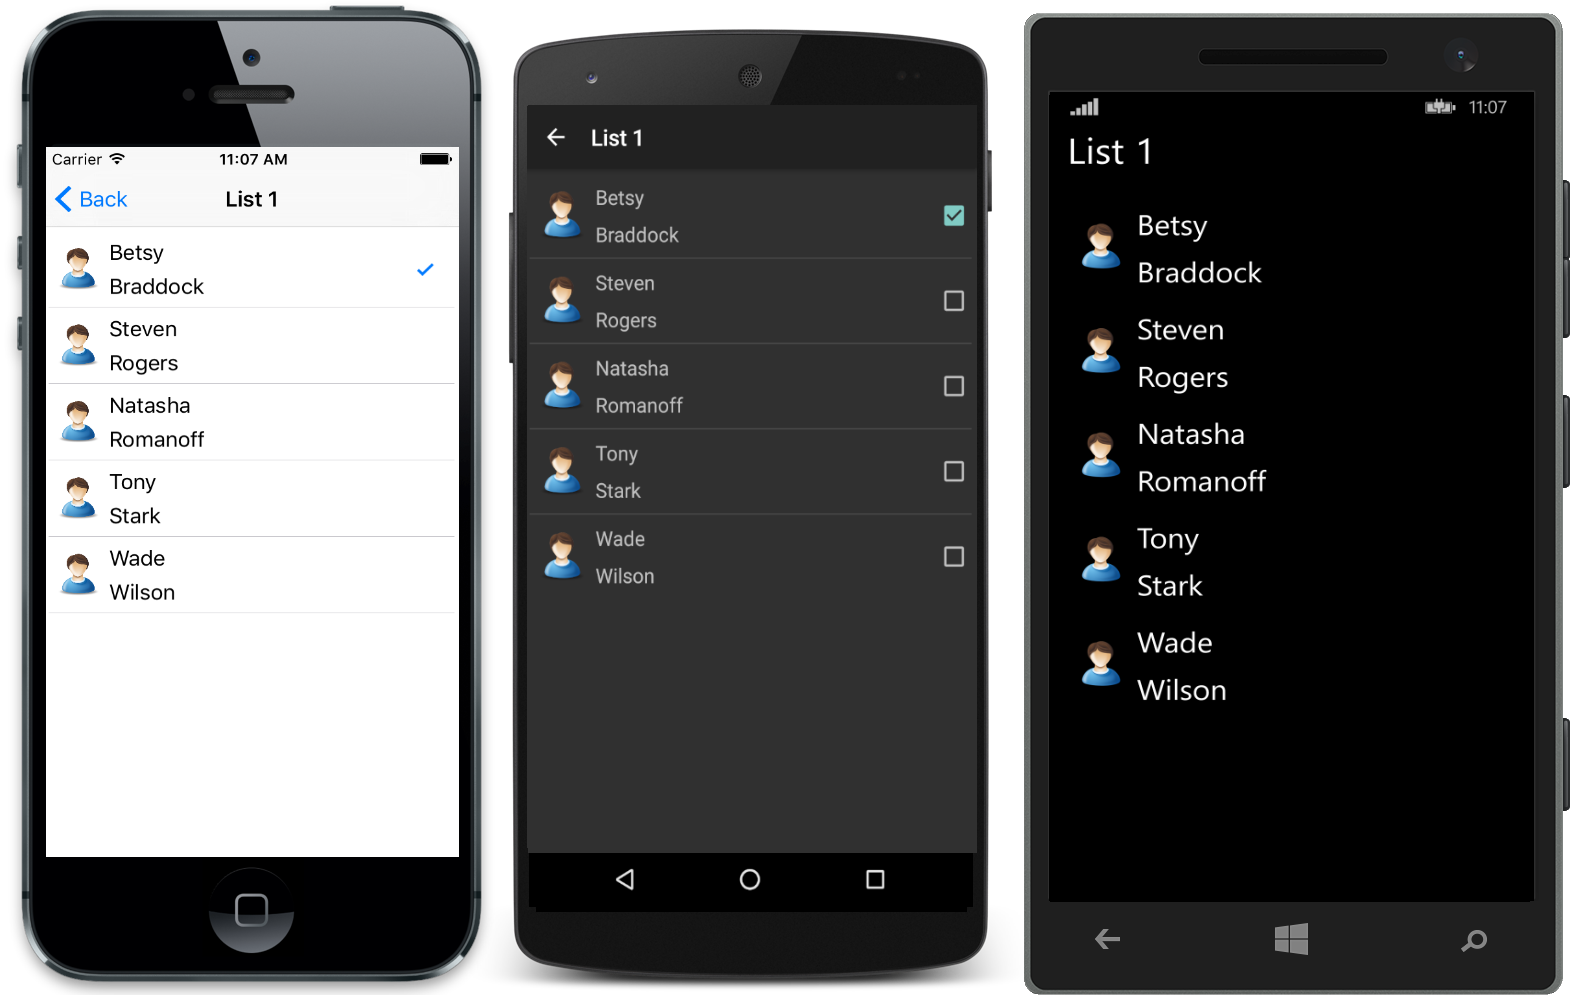 Carrier 11:07 AM
Back List 1
Betsy
Braddock
Steven
Rogers
Natasha
Romanoff
Tony
Stark
Wade
Wilson
List 1
Betsy
Braddock
Steven
Rogers
Natasha
Romanoff
Tony
Stark
Wade
Wilson
11:07
List 1
Betsy
Braddock
Steven
Rogers
Natasha
Romanoff
Tony
Stark
Wade
Wilson